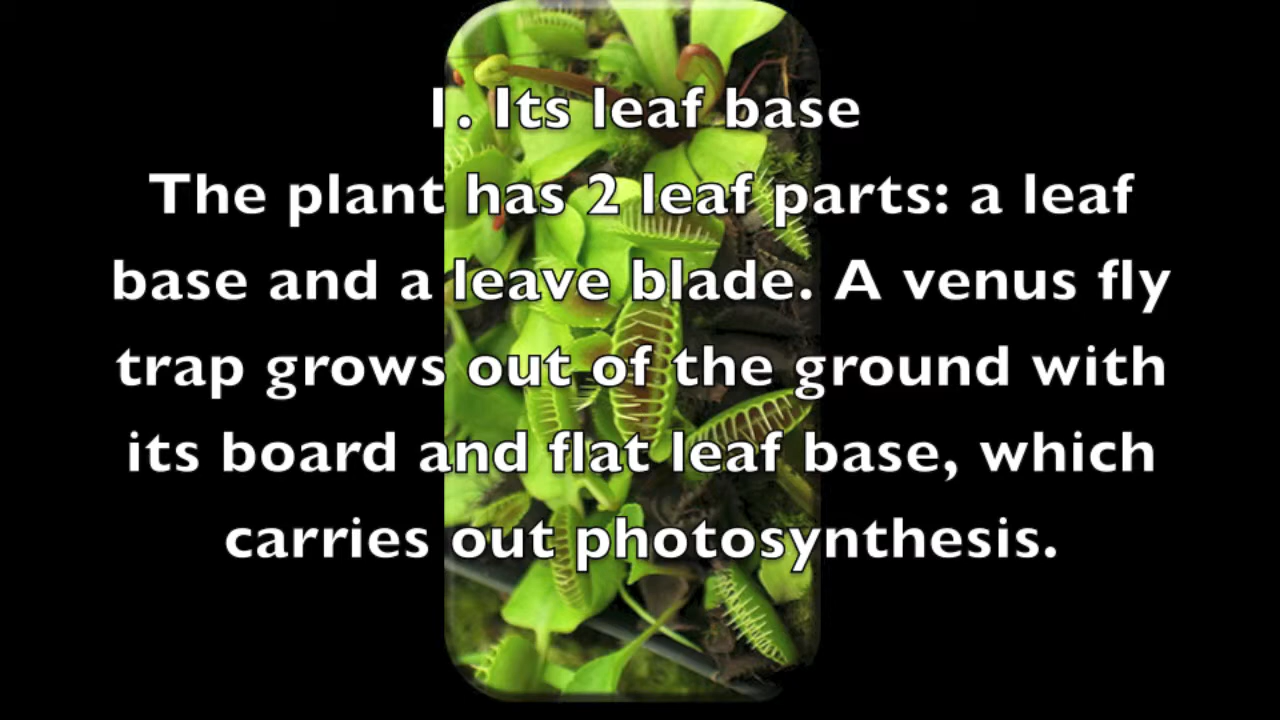 1. Its leaf base
The plant has 2 leaf parts: a leaf
base and a leave blade. A venus fly
trap grows out of the ground with
its board and flat leaf base, which
carries out photosynthesis.